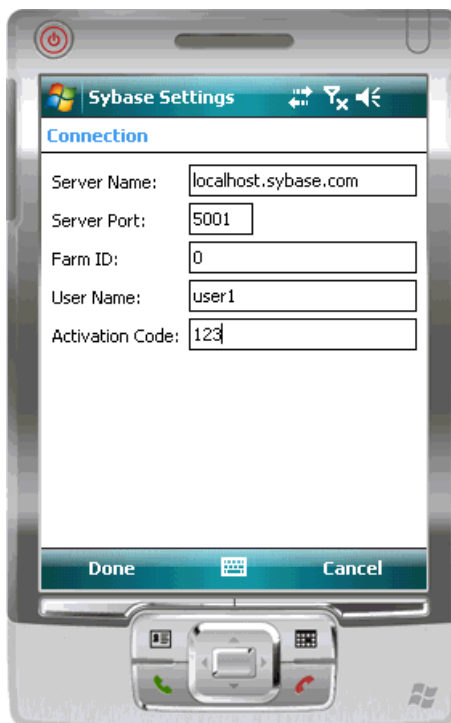 Sybase Settings
Connection
Server Name: localhost.sybase.com
Server Port: 5001
Farm ID: 0
User Name: user1
Activation Code: 123
Done Cancel